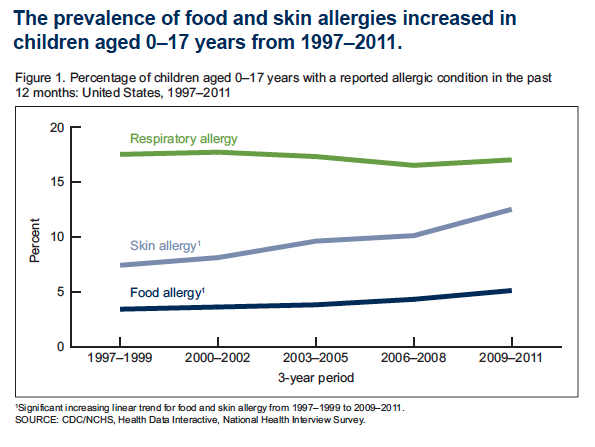 The prevalence of food and skin allergies increased in
children aged 0–17 years from 1997–2011.
Figure 1. Percentage of children aged 0–17 years with a reported allergic condition in the past
12 months: United States, 1997–2011
20
Respiratory allergy
15
10
Percent
Skin allergy¹
Food allergy¹
5
0
1997–1999 2000–2002 2003–2005 2006–2008 2009–2011
3-year period
¹Significant increasing linear trend for food and skin allergy from 1997–1999 to 2009–2011.
SOURCE: CDC/NCHS, Health Data Interactive, National Health Interview Survey.